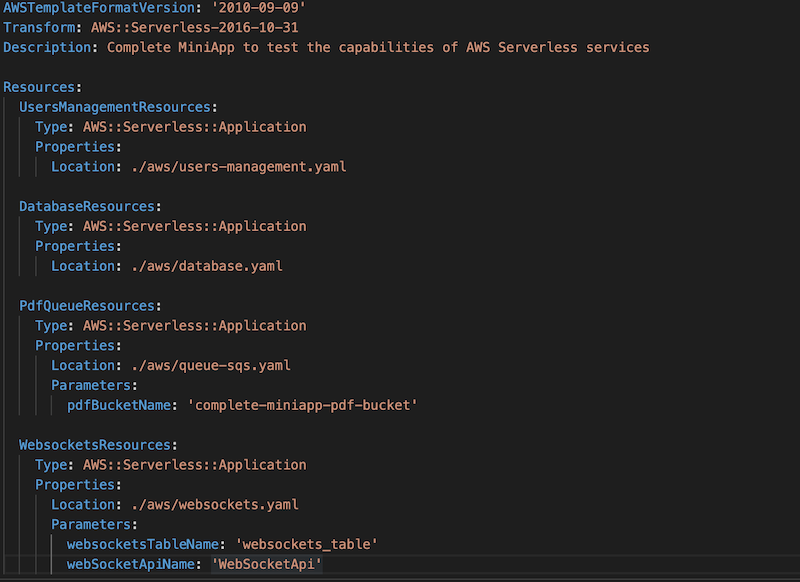 AWSTemplateFormatVersion: '2010-09-09'
Transform: AWS::Serverless-2016-10-31
Description: Complete MiniApp to test the capabilities of AWS Serverless services
Resources:
UsersManagementResources:
Type: AWS::Serverless::Application
Properties:
Location: ./aws/users-management.yaml
DatabaseResources:
Type: AWS::Serverless::Application
Properties:
Location: ./aws/database.yaml
PdfQueueResources:
Type: AWS::Serverless::Application
Properties:
Location: ./aws/queue-sqs.yaml
Parameters:
pdfBucketName: 'complete-miniapp-pdf-bucket'
WebsocketsResources:
Type: AWS::Serverless::Application
Properties:
Location: ./aws/websockets.yaml
Parameters:
websocketsTableName: 'websockets_table'
webSocketApiName: 'WebSocketApi'